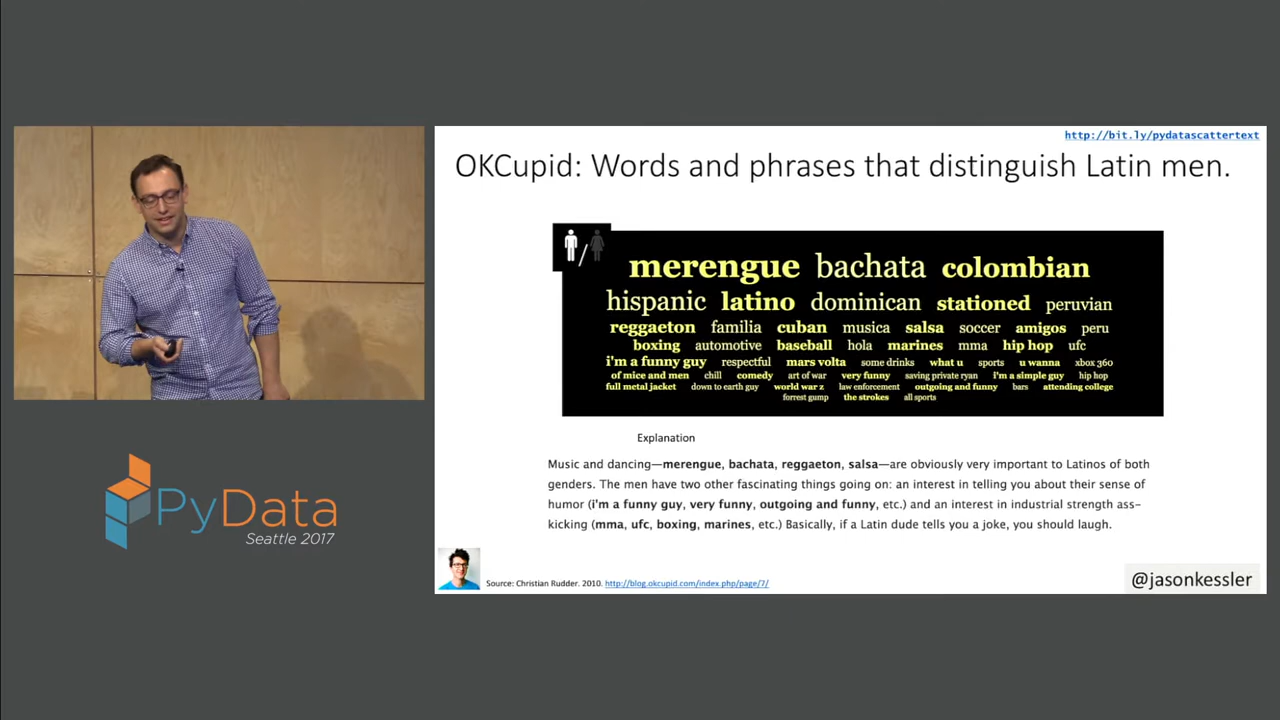 http://bit.ly/pydatascattertext
OKCupid: Words and phrases that distinguish Latin men.
merengue bachata colombian
hispanic latino dominican stationed peruvian
reggaeton familia cuban musica salsa soccer amigos peru
boxing automotive baseball hola marines mma hip hop ufc
i'm a funny guy respectful mars volta some drinks what u sports u wanna xbox 360
of mice and men chill comedy art of war very funny saving private ryan i'm a simple guy hip hop
full metal jacket down to earth guy world war z law enforcement outgoing and funny bars attending college
forrest gump the strokes all sports
Explanation
Music and dancing—merengue, bachata, reggaeton, salsa—are obviously very important to Latinos of both
genders. The men have two other fascinating things going on: an interest in telling you about their sense of
humor (i'm a funny guy, very funny, outgoing and funny, etc.) and an interest in industrial strength ass-
kicking (mma, ufc, boxing, marines, etc.) Basically, if a Latin dude tells you a joke, you should laugh.
Source: Christian Rudder. 2010. http://blog.okcupid.com/index.php/page/7/
@jasonkessler
PyData
Seattle 2017